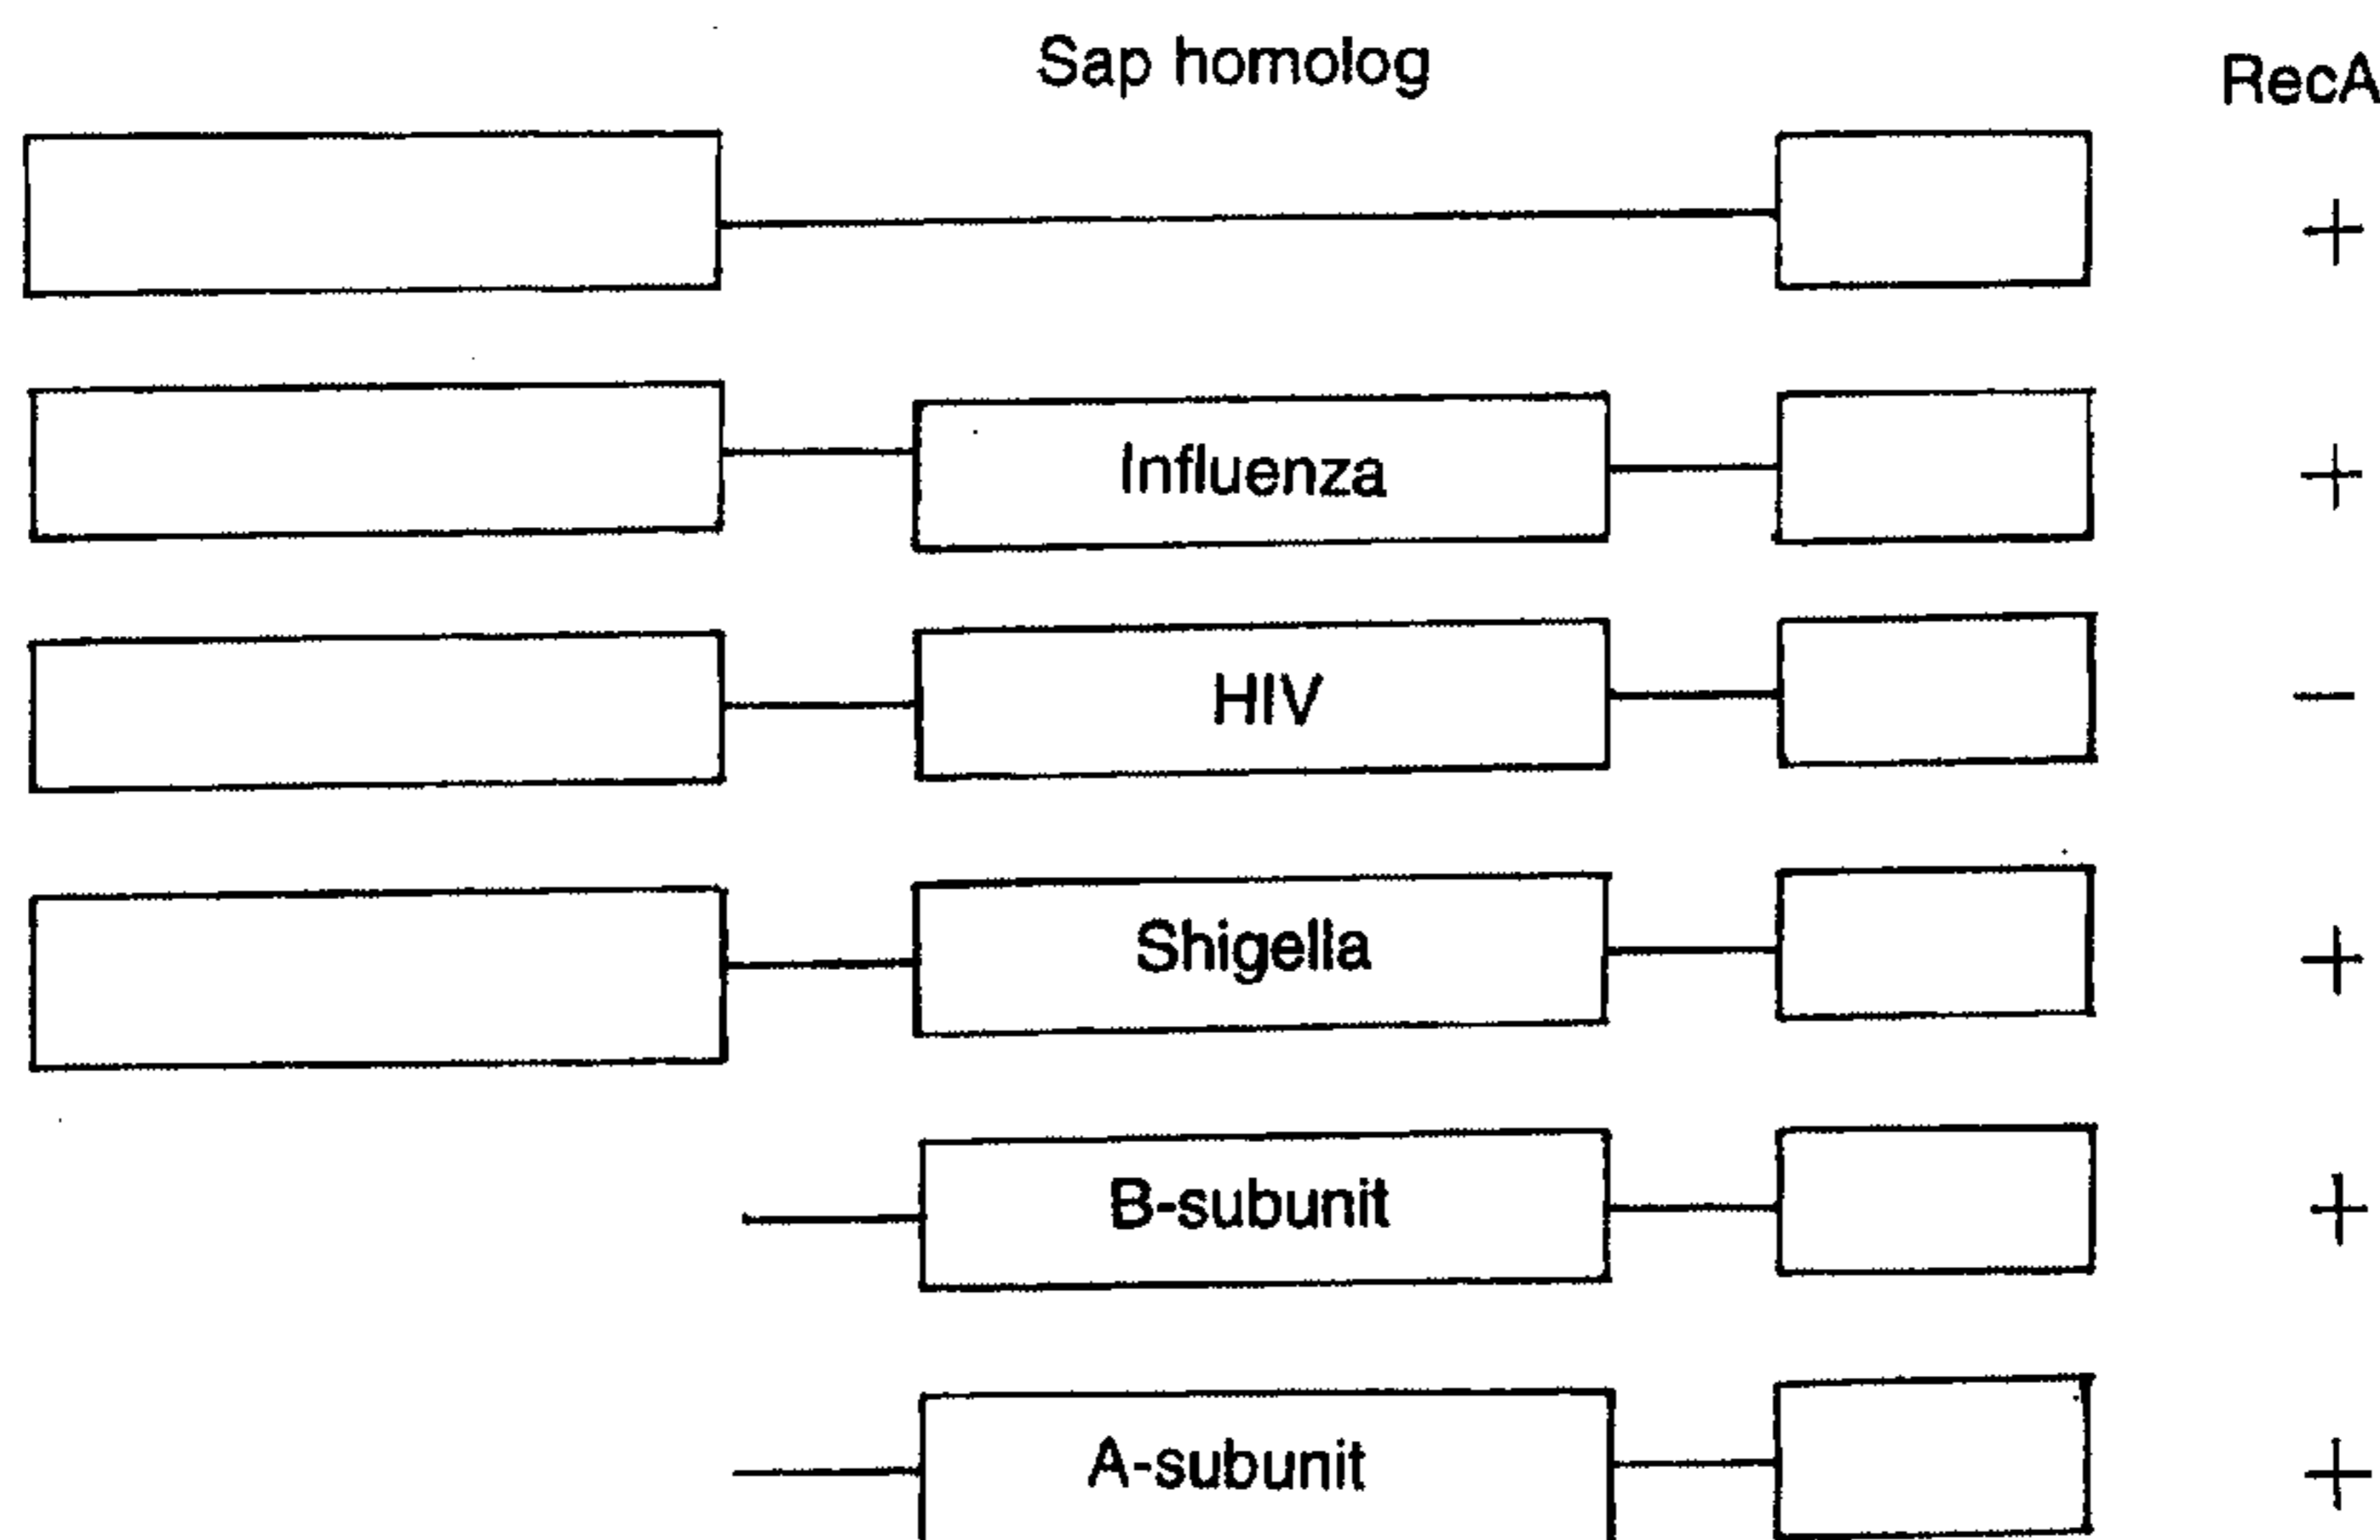 Sap homolog
RecA
+
Influenza +
HIV −
Shigella +
B-subunit +
A-subunit +